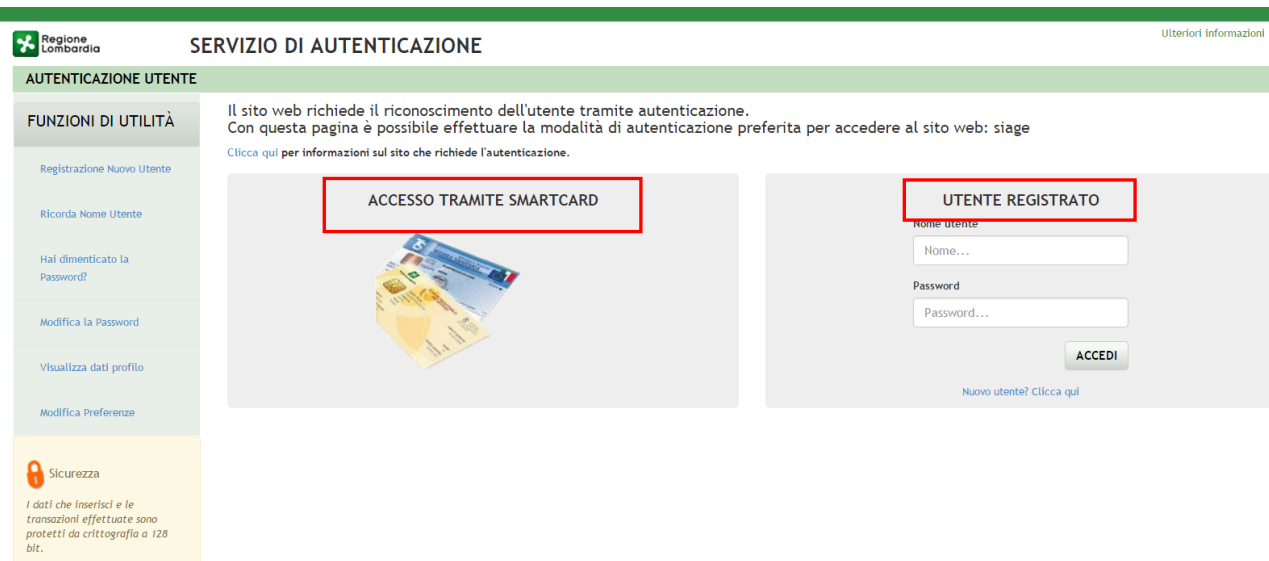 Regione
Lombardia
SERVIZIO DI AUTENTICAZIONE
Ulteriori informazioni
AUTENTICAZIONE UTENTE
FUNZIONI DI UTILITÀ
Registrazione Nuovo Utente
Ricorda Nome Utente
Hai dimenticato la
Password?
Modifica la Password
Visualizza dati profilo
Modifica Preferenze
Sicurezza
I dati che inserisci e le
transazioni effettuate sono
protetti da crittografia a 128
bit.
Il sito web richiede il riconoscimento dell'utente tramite autenticazione.
Con questa pagina è possibile effettuare la modalità di autenticazione preferita per accedere al sito web: siage
Clicca qui per informazioni sul sito che richiede l'autenticazione.
ACCESSO TRAMITE SMARTCARD
UTENTE REGISTRATO
Nome utente
Nome...
Password
Password...
ACCEDI
Nuovo utente? Clicca qui